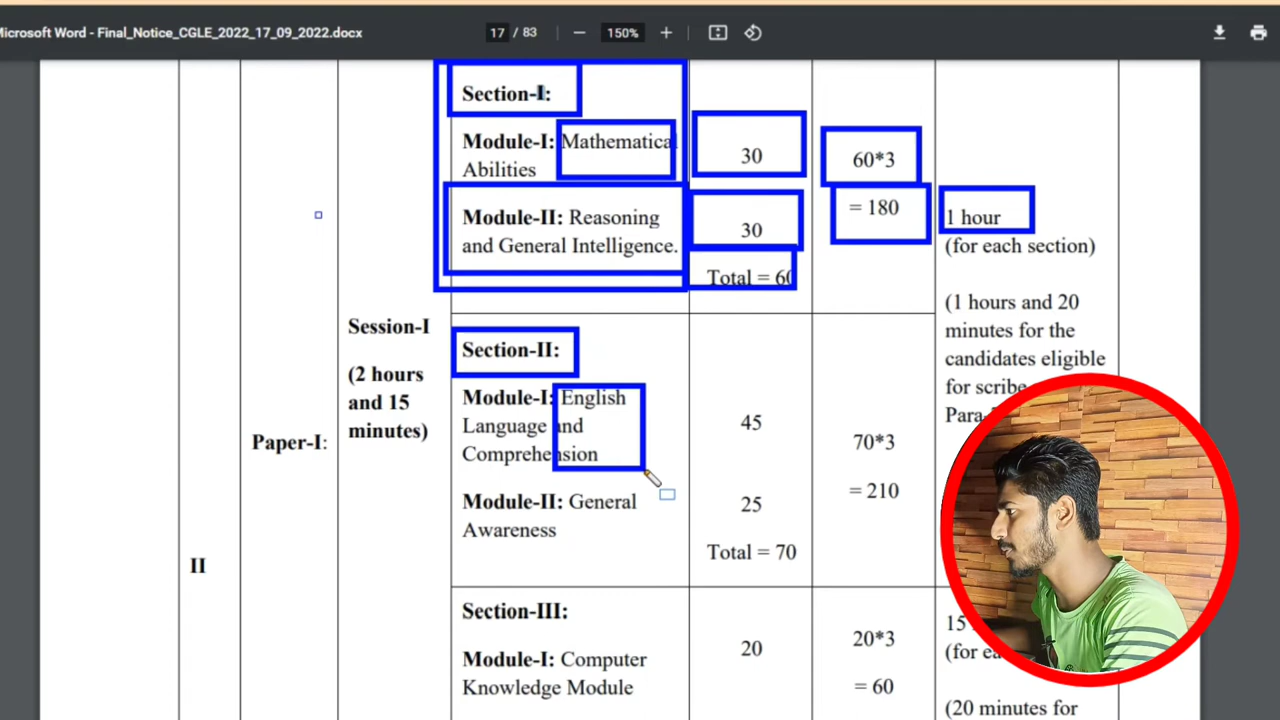 Microsoft Word - Final_Notice_CGLE_2022_17_09_2022.docx
17 / 83
150%
Section-I:
Module-I: Mathematical
Abilities
30
60*3
Module-II: Reasoning
and General Intelligence.
30
= 180
1 hour
(for each section)
Total = 60
(1 hours and 20
minutes for the
candidates eligible
for scribe
Session-I
(2 hours
and 15
minutes)
Section-II:
Module-I: English
Language and
Comprehension
45
Paper-I:
70*3
= 210
Module-II: General
Awareness
25
Total = 70
II
Section-III:
Module-I: Computer
Knowledge Module
20
20*3
= 60
15
(20 minutes for